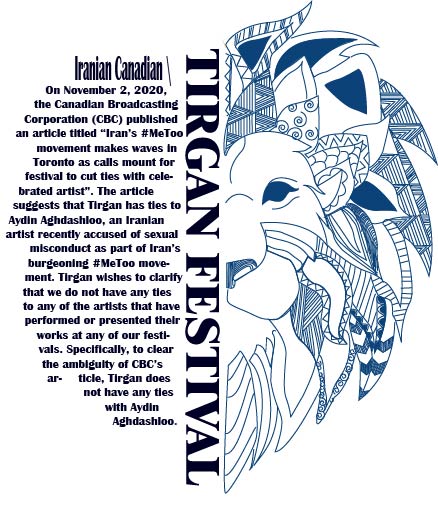 Iranian Canadian \
On November 2, 2020,
the Canadian Broadcasting
Corporation (CBC) published
an article titled “Iran's #MeToo
movement makes waves in
Toronto as calls mount for
festival to cut ties with cele-
brated artist”. The article
suggests that Tirgan has ties to
Aydin Aghdashloo, an Iranian
artist recently accused of sexual
misconduct as part of Iran's
burgeoning #MeToo move-
ment. Tirgan wishes to clarify
that we do not have any ties
to any of the artists that have
performed or presented their
works at any of our festi-
vals. Specifically, to clear
the ambiguity of CBC's
ar- ticle, Tirgan does
not have any ties
with Aydin
Aghdashloo.
TIRGAN FESTIVAL